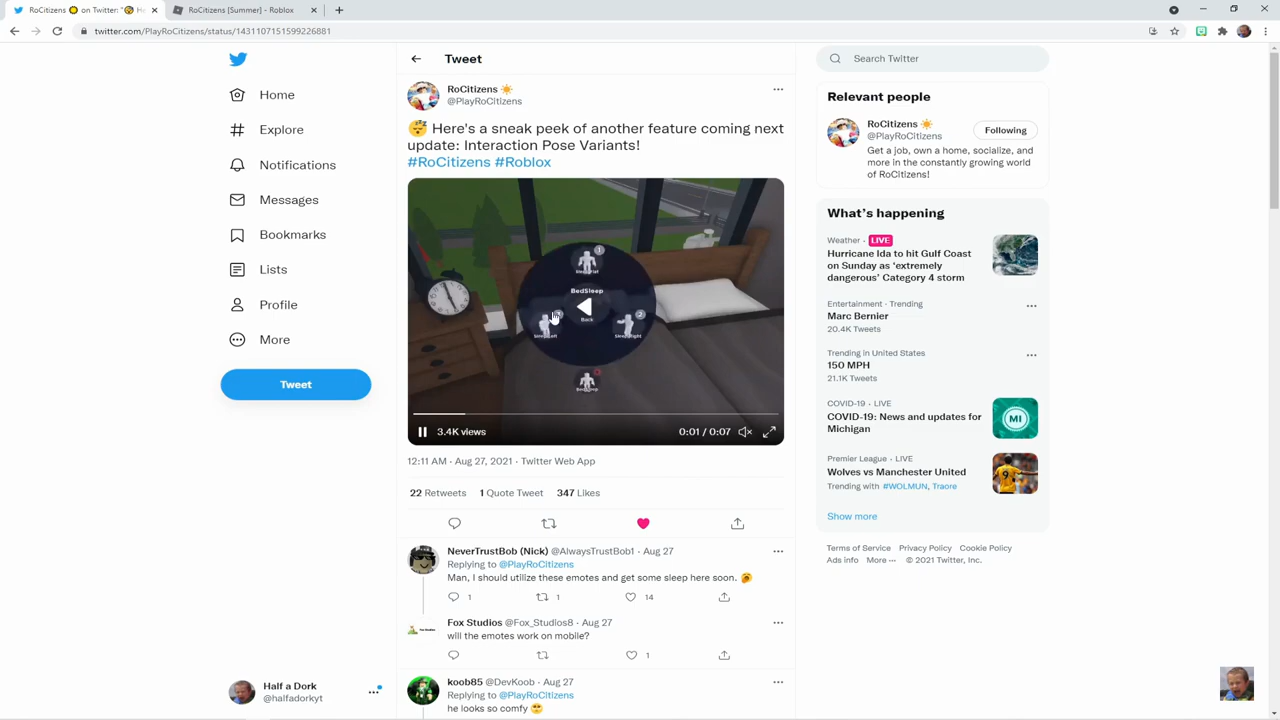 RoCitizens 🌞 on Twitter: "😴 He
RoCitizens [Summer] - Roblox
twitter.com/PlayRoCitizens/status/1431107151599226881
Home
Explore
Notifications
Messages
Bookmarks
Lists
Profile
More
Tweet
Half a Dork
@halfadorkyt
Tweet
RoCitizens ☀️
@PlayRoCitizens
😴 Here's a sneak peek of another feature coming next
update: Interaction Pose Variants!
#RoCitizens #Roblox
1
BedSleep
Back
2
3.4K views
0:01 / 0:07
12:11 AM · Aug 27, 2021 · Twitter Web App
22 Retweets 1 Quote Tweet 347 Likes
NeverTrustBob (Nick) @AlwaysTrustBob1 · Aug 27
Replying to @PlayRoCitizens
Man, I should utilize these emotes and get some sleep here soon. 🥱
1 1 14
Fox Studios @Fox_Studios8 · Aug 27
will the emotes work on mobile?
1
koob85 @DevKoob · Aug 27
Replying to @PlayRoCitizens
he looks so comfy 🙄
Search Twitter
Relevant people
RoCitizens ☀️
@PlayRoCitizens
Following
Get a job, own a home, socialize, and
more in the constantly growing world
of RoCitizens!
What's happening
Weather · LIVE
Hurricane Ida to hit Gulf Coast
on Sunday as 'extremely
dangerous' Category 4 storm
Entertainment · Trending
Marc Bernier
20.4K Tweets
Trending in United States
150 MPH
21.1K Tweets
COVID-19 · LIVE
COVID-19: News and updates for
Michigan
MI
Premier League · LIVE
Wolves vs Manchester United
Trending with #WOLMUN, Traore
Show more
Terms of Service Privacy Policy Cookie Policy
Ads info More ··· © 2021 Twitter, Inc.